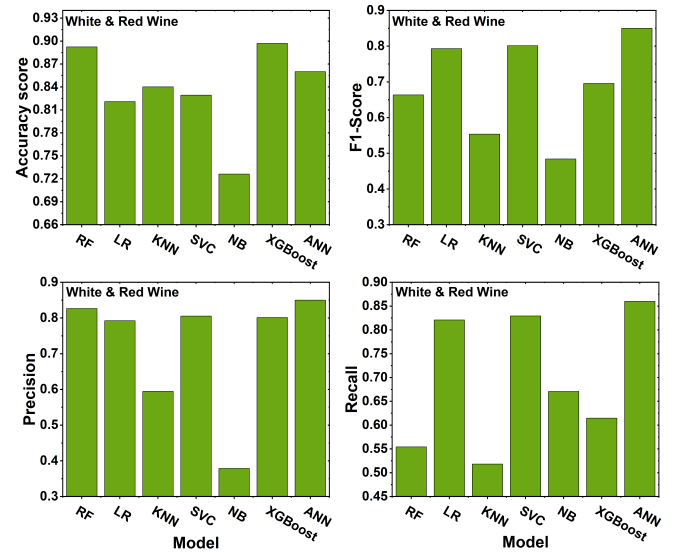 White & Red Wine
Accuracy score
0.93
0.90
0.87
0.84
0.81
0.78
0.75
0.72
0.69
0.66
RF
LR
KNN
SVC
NB
XGBoost
ANN
White & Red Wine
F1-Score
0.9
0.8
0.7
0.6
0.5
0.4
0.3
RF
LR
KNN
SVC
NB
XGBoost
ANN
White & Red Wine
Precision
0.9
0.8
0.7
0.6
0.5
0.4
0.3
RF
LR
KNN
SVC
NB
XGBoost
ANN
Model
White & Red Wine
Recall
0.90
0.85
0.80
0.75
0.70
0.65
0.60
0.55
0.50
0.45
RF
LR
KNN
SVC
NB
XGBoost
ANN
Model